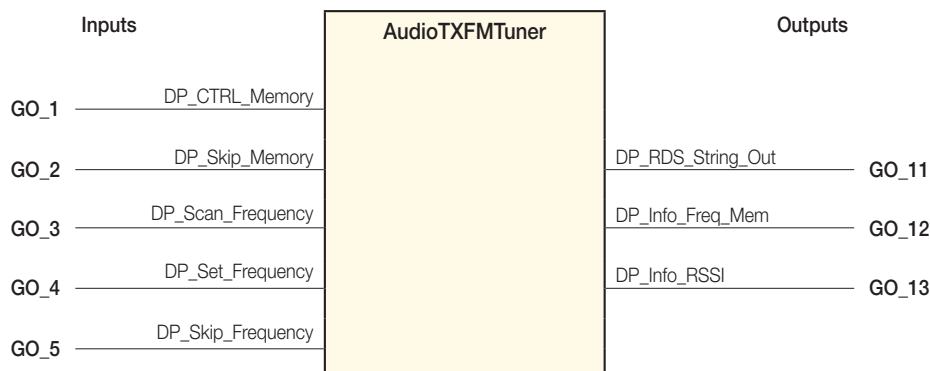 Inputs AudioTXFMTuner Outputs
GO_1 DP_CTRL_Memory
GO_2 DP_Skip_Memory DP_RDS_String_Out GO_11
GO_3 DP_Scan_Frequency DP_Info_Freq_Mem GO_12
GO_4 DP_Set_Frequency DP_Info_RSSI GO_13
GO_5 DP_Skip_Frequency